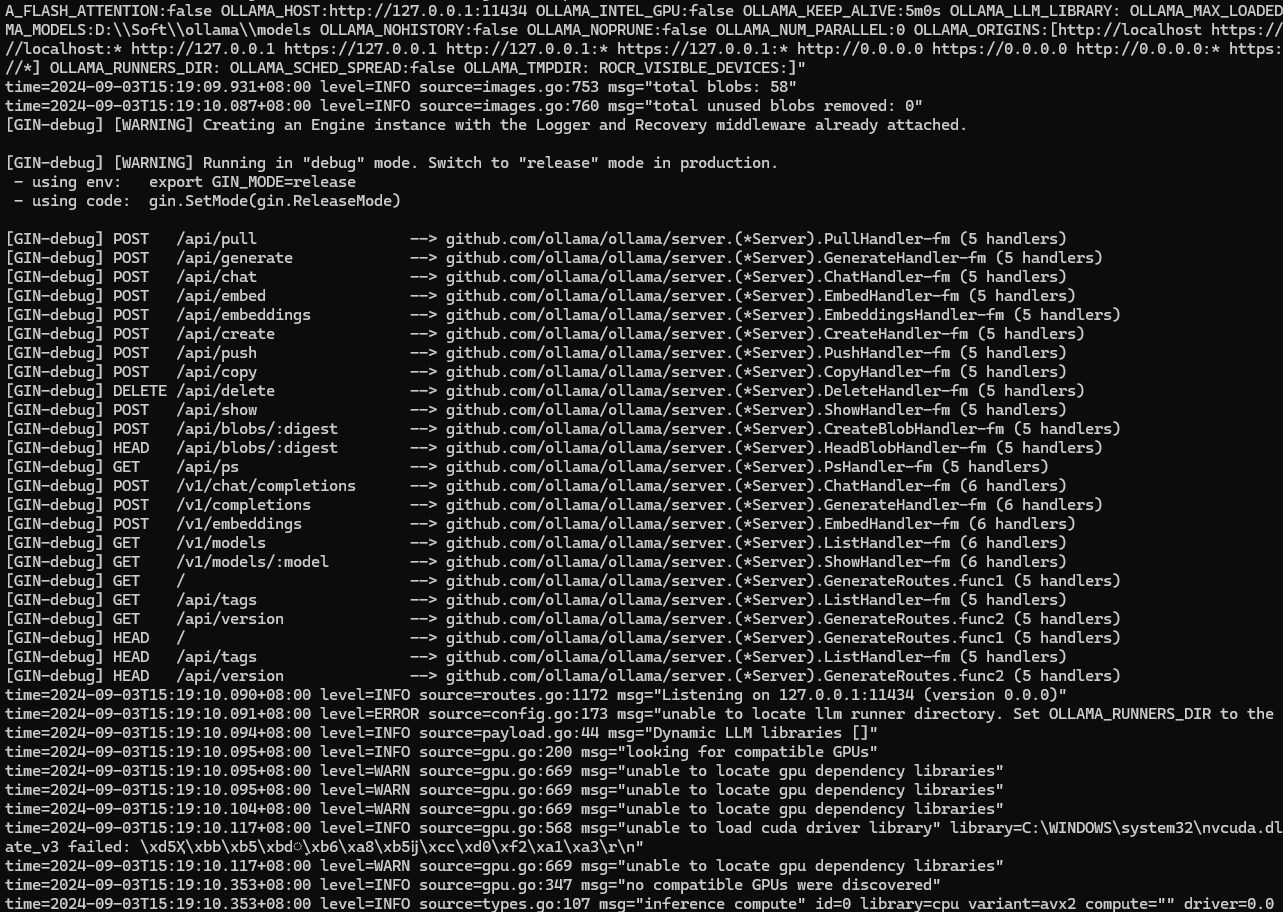 A_FLASH_ATTENTION:false OLLAMA_HOST:http://127.0.0.1:11434 OLLAMA_INTEL_GPU:false OLLAMA_KEEP_ALIVE:5m0s OLLAMA_LLM_LIBRARY: OLLAMA_MAX_LOADED
MA_MODELS:D:\\Soft\\ollama\\models OLLAMA_NOHISTORY:false OLLAMA_NOPRUNE:false OLLAMA_NUM_PARALLEL:0 OLLAMA_ORIGINS:[http://localhost https://
//localhost:* http://127.0.0.1 https://127.0.0.1 http://127.0.0.1:* https://127.0.0.1:* http://0.0.0.0 https://0.0.0.0 http://0.0.0.0:* https:
//*] OLLAMA_RUNNERS_DIR: OLLAMA_SCHED_SPREAD:false OLLAMA_TMPDIR: ROCR_VISIBLE_DEVICES:]"
time=2024-09-03T15:19:09.931+08:00 level=INFO source=images.go:753 msg="total blobs: 58"
time=2024-09-03T15:19:10.087+08:00 level=INFO source=images.go:760 msg="total unused blobs removed: 0"
[GIN-debug] [WARNING] Creating an Engine instance with the Logger and Recovery middleware already attached.
[GIN-debug] [WARNING] Running in "debug" mode. Switch to "release" mode in production.
- using env: export GIN_MODE=release
- using code: gin.SetMode(gin.ReleaseMode)
[GIN-debug] POST /api/pull --> github.com/ollama/ollama/server.(*Server).PullHandler-fm (5 handlers)
[GIN-debug] POST /api/generate --> github.com/ollama/ollama/server.(*Server).GenerateHandler-fm (5 handlers)
[GIN-debug] POST /api/chat --> github.com/ollama/ollama/server.(*Server).ChatHandler-fm (5 handlers)
[GIN-debug] POST /api/embed --> github.com/ollama/ollama/server.(*Server).EmbedHandler-fm (5 handlers)
[GIN-debug] POST /api/embeddings --> github.com/ollama/ollama/server.(*Server).EmbeddingsHandler-fm (5 handlers)
[GIN-debug] POST /api/create --> github.com/ollama/ollama/server.(*Server).CreateHandler-fm (5 handlers)
[GIN-debug] POST /api/push --> github.com/ollama/ollama/server.(*Server).PushHandler-fm (5 handlers)
[GIN-debug] POST /api/copy --> github.com/ollama/ollama/server.(*Server).CopyHandler-fm (5 handlers)
[GIN-debug] DELETE /api/delete --> github.com/ollama/ollama/server.(*Server).DeleteHandler-fm (5 handlers)
[GIN-debug] POST /api/show --> github.com/ollama/ollama/server.(*Server).ShowHandler-fm (5 handlers)
[GIN-debug] POST /api/blobs/:digest --> github.com/ollama/ollama/server.(*Server).CreateBlobHandler-fm (5 handlers)
[GIN-debug] HEAD /api/blobs/:digest --> github.com/ollama/ollama/server.(*Server).HeadBlobHandler-fm (5 handlers)
[GIN-debug] GET /api/ps --> github.com/ollama/ollama/server.(*Server).PsHandler-fm (5 handlers)
[GIN-debug] POST /v1/chat/completions --> github.com/ollama/ollama/server.(*Server).ChatHandler-fm (6 handlers)
[GIN-debug] POST /v1/completions --> github.com/ollama/ollama/server.(*Server).GenerateHandler-fm (6 handlers)
[GIN-debug] POST /v1/embeddings --> github.com/ollama/ollama/server.(*Server).EmbedHandler-fm (6 handlers)
[GIN-debug] GET /v1/models --> github.com/ollama/ollama/server.(*Server).ListHandler-fm (6 handlers)
[GIN-debug] GET /v1/models/:model --> github.com/ollama/ollama/server.(*Server).ShowHandler-fm (6 handlers)
[GIN-debug] GET / --> github.com/ollama/ollama/server.(*Server).GenerateRoutes.func1 (5 handlers)
[GIN-debug] GET /api/tags --> github.com/ollama/ollama/server.(*Server).ListHandler-fm (5 handlers)
[GIN-debug] GET /api/version --> github.com/ollama/ollama/server.(*Server).GenerateRoutes.func2 (5 handlers)
[GIN-debug] HEAD / --> github.com/ollama/ollama/server.(*Server).GenerateRoutes.func1 (5 handlers)
[GIN-debug] HEAD /api/tags --> github.com/ollama/ollama/server.(*Server).ListHandler-fm (5 handlers)
[GIN-debug] HEAD /api/version --> github.com/ollama/ollama/server.(*Server).GenerateRoutes.func2 (5 handlers)
time=2024-09-03T15:19:10.090+08:00 level=INFO source=routes.go:1172 msg="Listening on 127.0.0.1:11434 (version 0.0.0)"
time=2024-09-03T15:19:10.091+08:00 level=ERROR source=config.go:173 msg="unable to locate llm runner directory. Set OLLAMA_RUNNERS_DIR to the
time=2024-09-03T15:19:10.094+08:00 level=INFO source=payload.go:44 msg="Dynamic LLM libraries []"
time=2024-09-03T15:19:10.095+08:00 level=INFO source=gpu.go:200 msg="looking for compatible GPUs"
time=2024-09-03T15:19:10.095+08:00 level=WARN source=gpu.go:669 msg="unable to locate gpu dependency libraries"
time=2024-09-03T15:19:10.095+08:00 level=WARN source=gpu.go:669 msg="unable to locate gpu dependency libraries"
time=2024-09-03T15:19:10.104+08:00 level=WARN source=gpu.go:669 msg="unable to locate gpu dependency libraries"
time=2024-09-03T15:19:10.117+08:00 level=INFO source=gpu.go:568 msg="unable to load cuda driver library" library=C:\WINDOWS\system32\nvcuda.dl
ate_v3 failed:
time=2024-09-03T15:19:10.117+08:00 level=WARN source=gpu.go:669 msg="unable to locate gpu dependency libraries"
time=2024-09-03T15:19:10.353+08:00 level=INFO source=gpu.go:347 msg="no compatible GPUs were discovered"
time=2024-09-03T15:19:10.353+08:00 level=INFO source=types.go:107 msg="inference compute" id=0 library=cpu variant=avx2 compute="" driver=0.0